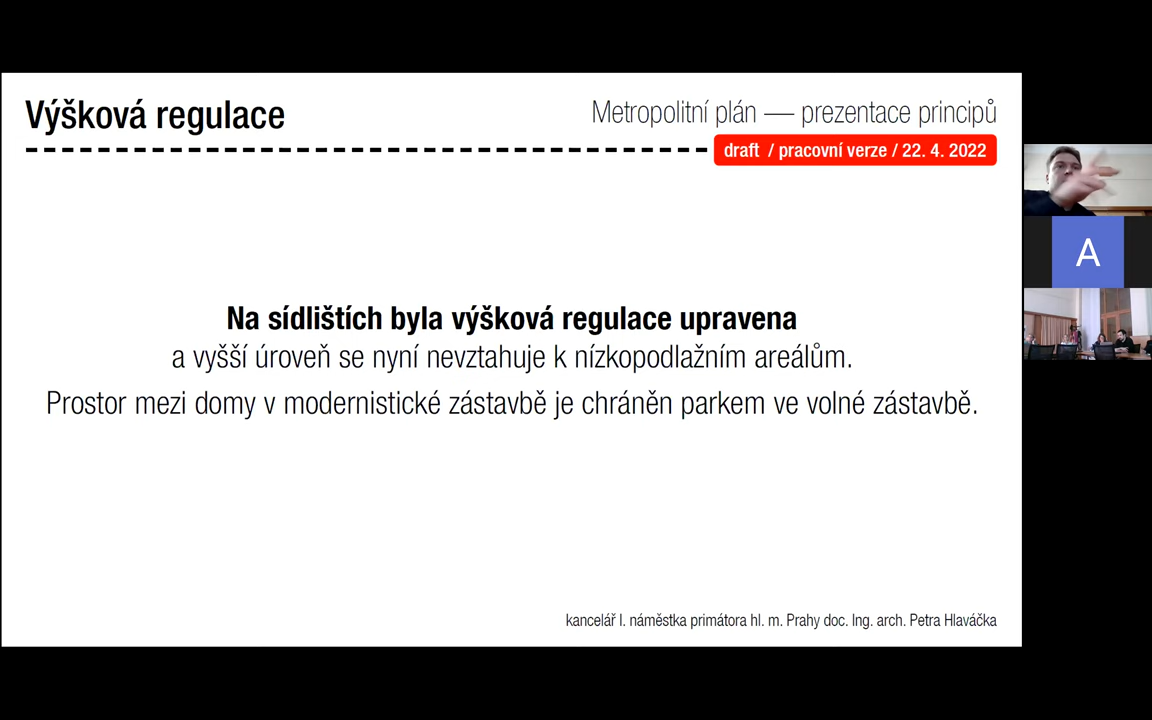 Výšková regulace
Metropolitní plán — prezentace principů
draft / pracovní verze / 22. 4. 2022
Na sídlištích byla výšková regulace upravena
a vyšší úroveň se nyní nevztahuje k nízkopodlažním areálům.
Prostor mezi domy v modernistické zástavbě je chráněn parkem ve volné zástavbě.
kancelář I. náměstka primátora hl. m. Prahy doc. Ing. arch. Petra Hlaváčka
A